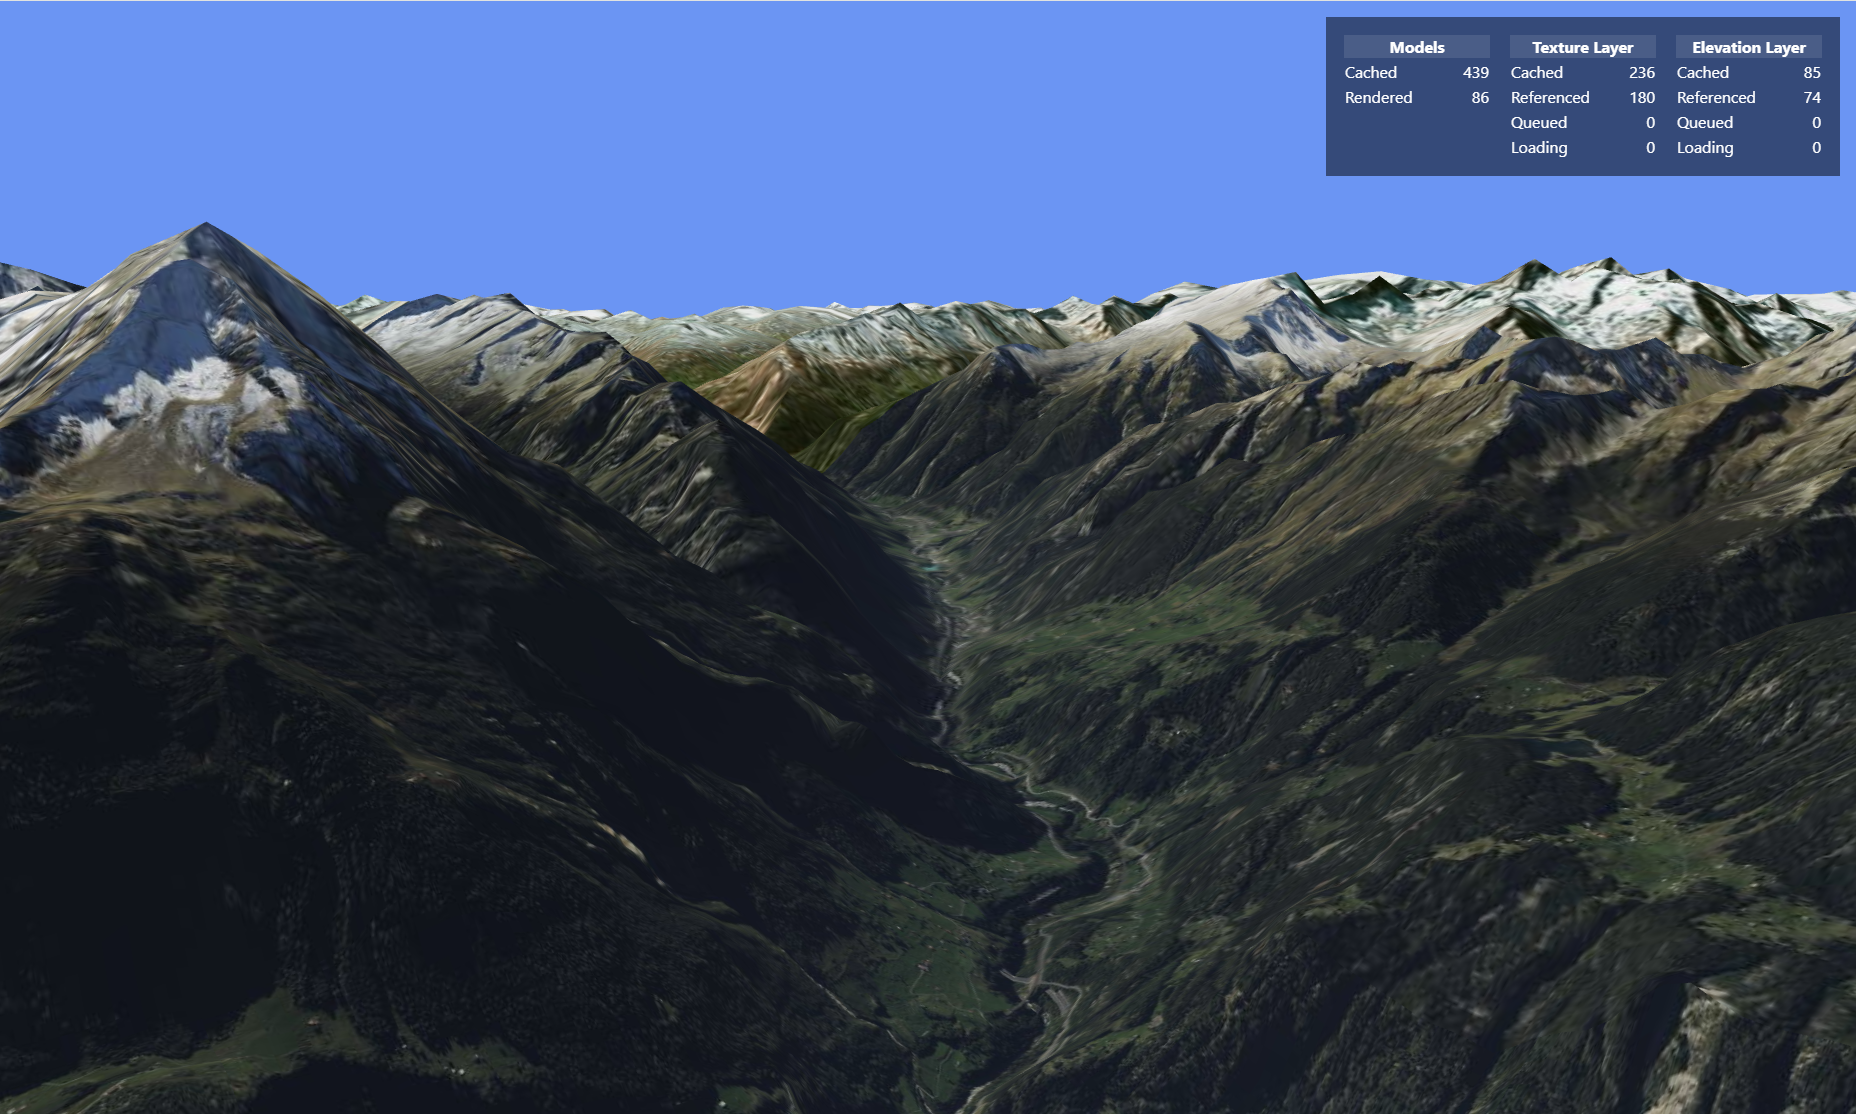 Models Texture Layer Elevation Layer
Cached 439 Cached 236 Cached 85
Rendered 86 Referenced 180 Referenced 74
Queued 0 Queued 0
Loading 0 Loading 0